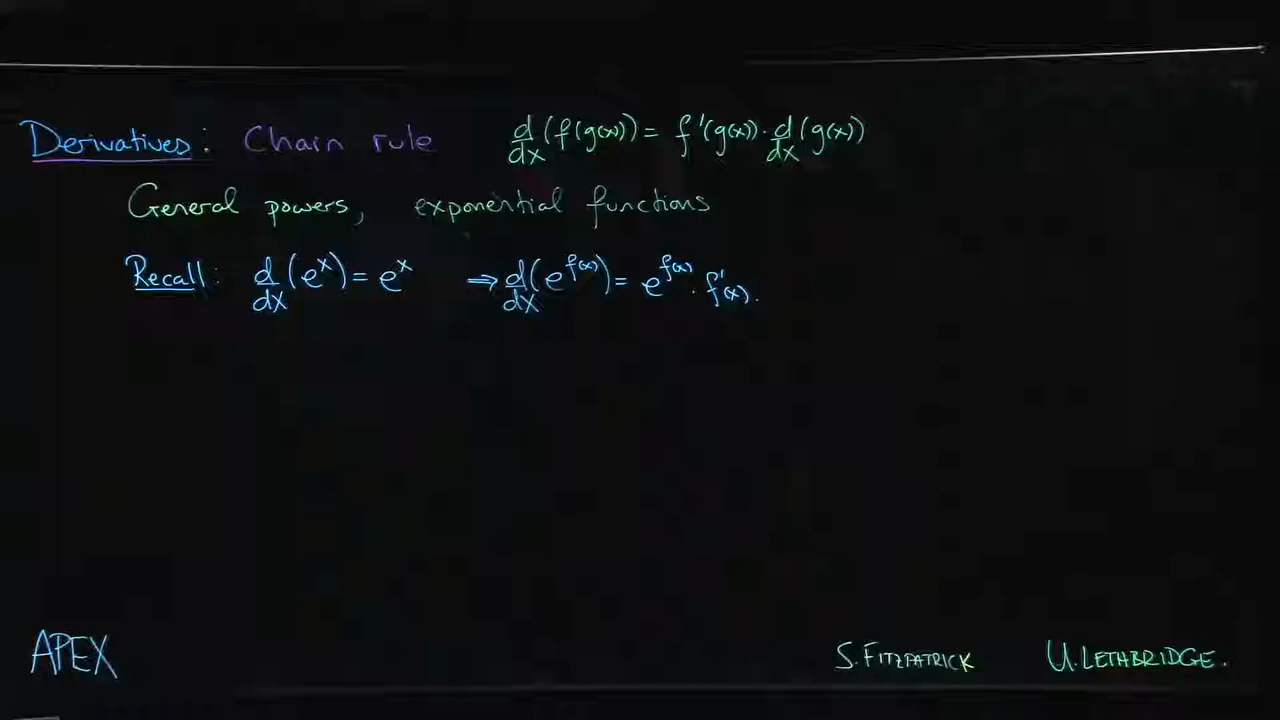 Derivatives: Chain rule d/dx (f(g(x))) = f'(g(x)) · d/dx (g(x))
General powers, exponential functions
Recall: d/dx (e^x) = e^x ⇒ d/dx (e^f(x)) = e^f(x) · f'(x).
APEX S. FITZPATRICK U. LETHBRIDGE.